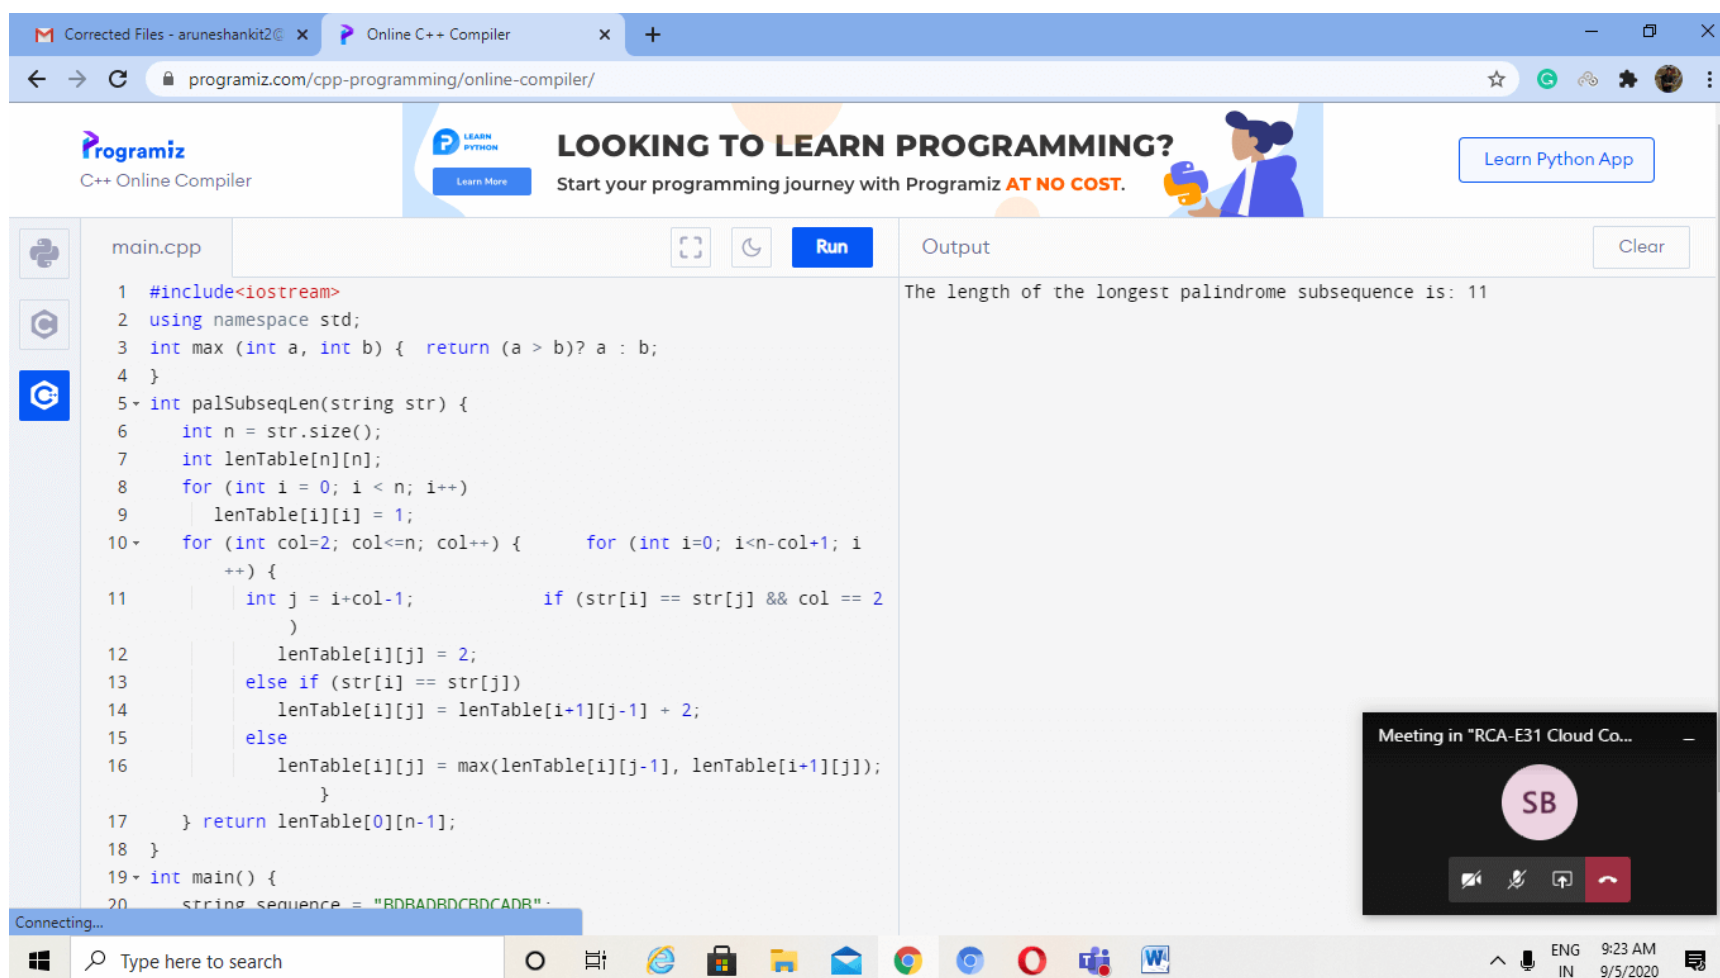 Corrected Files - aruneshankit2@
Online C++ Compiler
programiz.com/cpp-programming/online-compiler/
Programiz
C++ Online Compiler
LEARN
PYTHON
Learn More
LOOKING TO LEARN PROGRAMMING?
Start your programming journey with Programiz AT NO COST.
Learn Python App
main.cpp
Run
Output
Clear
1 #include<iostream>
2 using namespace std;
3 int max (int a, int b) {  return (a > b)? a : b;
4 }
5 int palSubseqLen(string str) {
6    int n = str.size();
7    int lenTable[n][n];
8    for (int i = 0; i < n; i++)
9       lenTable[i][i] = 1;
10    for (int col=2; col<=n; col++) {      for (int i=0; i<n-col+1; i
++) {
11          int j = i+col-1;            if (str[i] == str[j] && col == 2
)
12             lenTable[i][j] = 2;
13          else if (str[i] == str[j])
14             lenTable[i][j] = lenTable[i+1][j-1] + 2;
15          else
16             lenTable[i][j] = max(lenTable[i][j-1], lenTable[i+1][j]);
}
17    } return lenTable[0][n-1];
18 }
19 int main() {
20    string sequence = "BDBADBDCBDCADB";
The length of the longest palindrome subsequence is: 11
Meeting in "RCA-E31 Cloud Co...
SB
Connecting...
Type here to search
ENG
IN
9:23 AM
9/5/2020